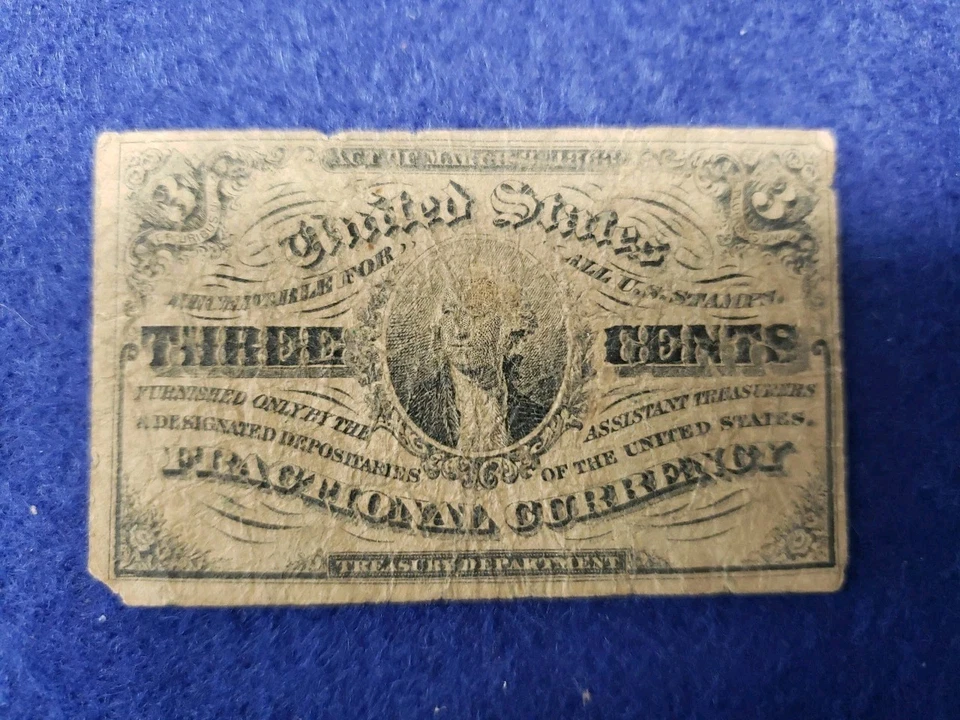 ACT OF MARCH 3, 1863
3 3
United States
RECEIVABLE FOR ALL U.S. STAMPS.
THREE CENTS
FURNISHED ONLY BY THE ASSISTANT TREASURERS
& DESIGNATED DEPOSITARIES OF THE UNITED STATES.
FRACTIONAL CURRENCY
TREASURY DEPARTMENT